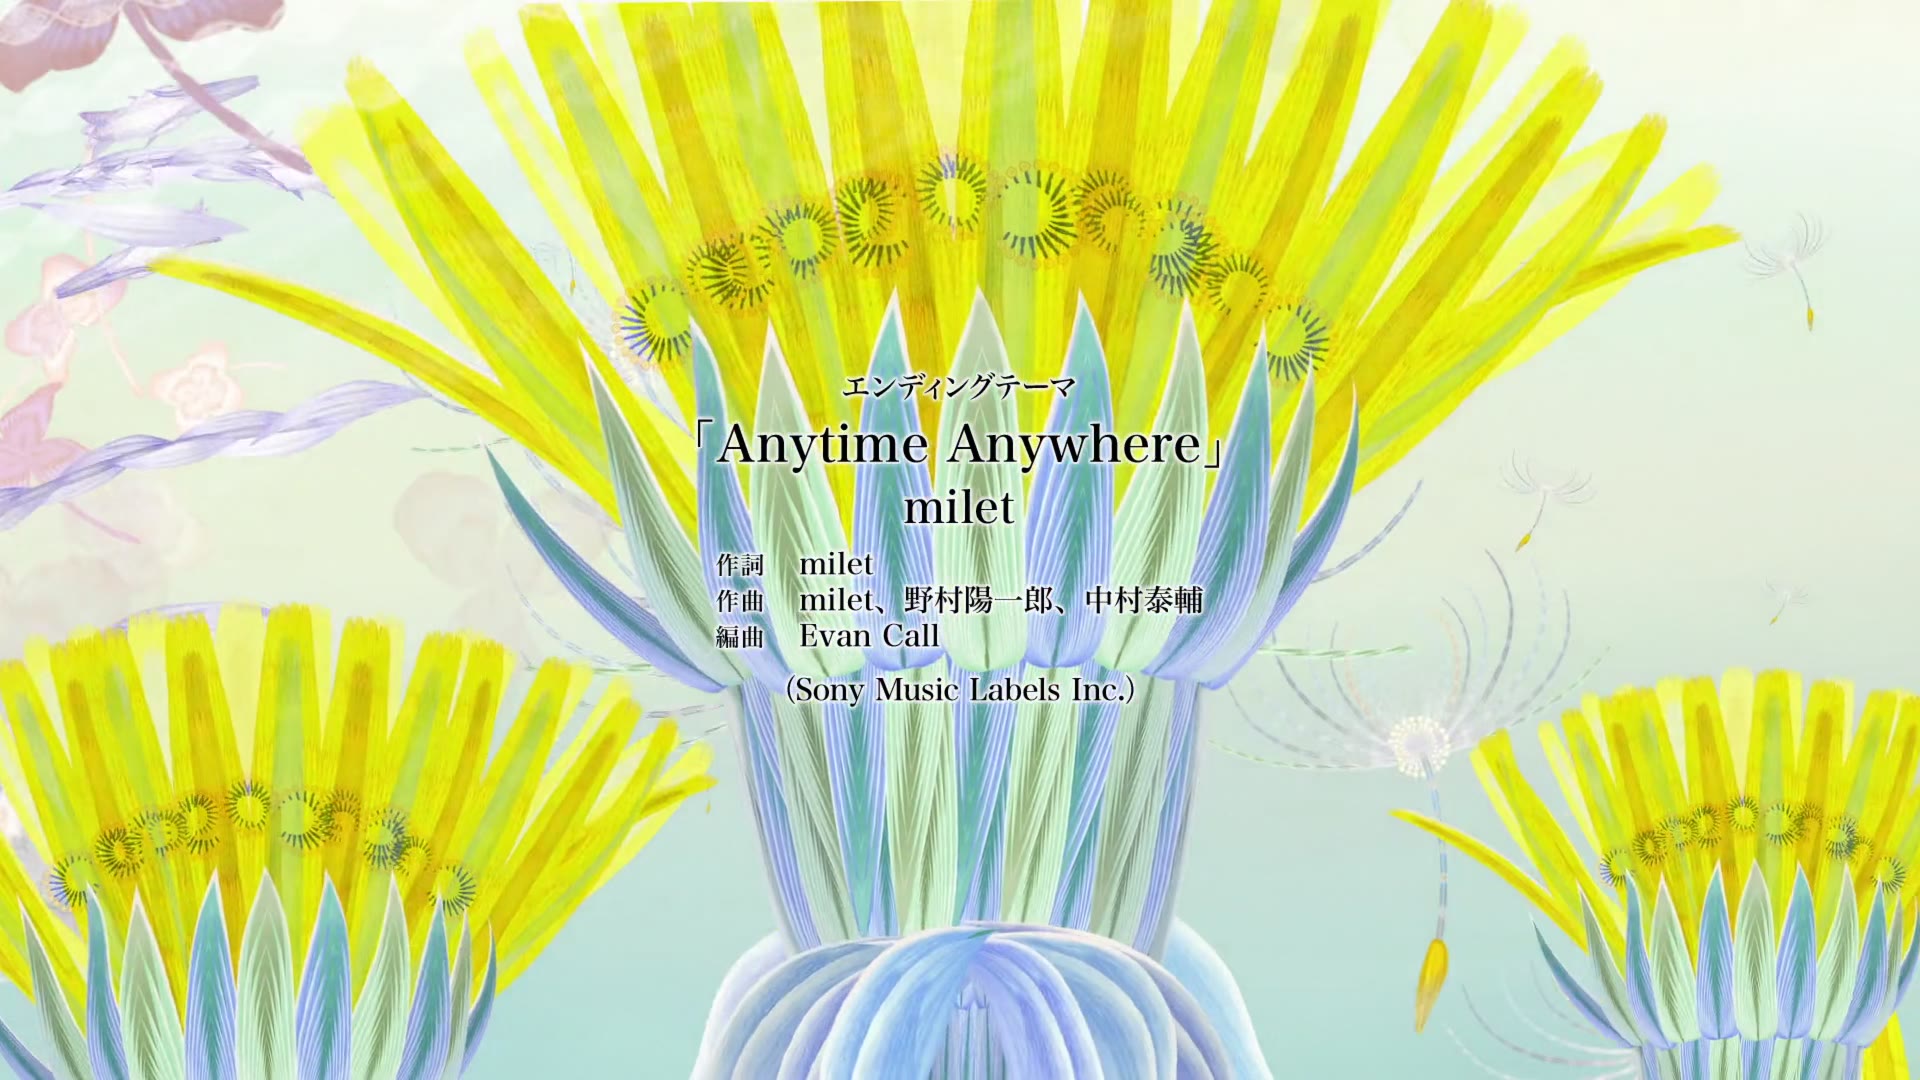 エンディングテーマ
「Anytime Anywhere」
milet
作詞 milet
作曲 milet、野村陽一郎、中村泰輔
編曲 Evan Call
（Sony Music Labels Inc.）